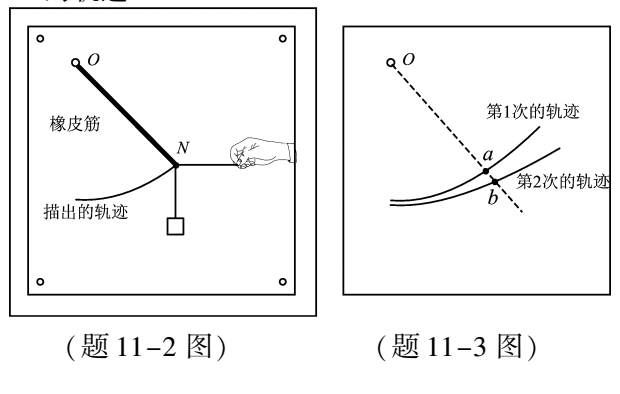 O
橡皮筋
N
描出的轨迹
(题 11-2 图)
O
第1次的轨迹
a
第2次的轨迹
b
(题 11-3 图)